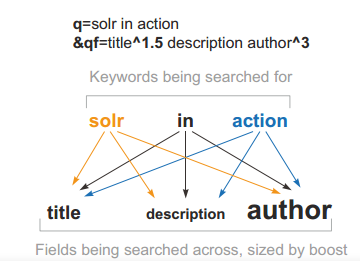 q=solr in action
&qf=title^1.5 description author^3
Keywords being searched for
solr in action
title description author
Fields being searched across, sized by boost